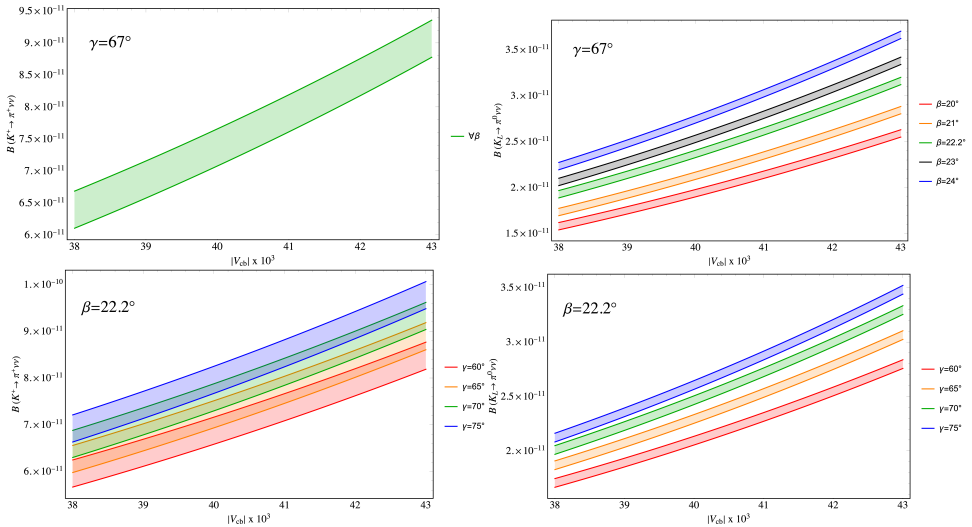 9.5×10⁻¹¹
9.×10⁻¹¹
8.5×10⁻¹¹
8.×10⁻¹¹
7.5×10⁻¹¹
7.×10⁻¹¹
6.5×10⁻¹¹
6.×10⁻¹¹
B (K⁺→ π⁺νν)
γ=67°
38 39 40 41 42 43
|V_cb| x 10³
∀β
3.5×10⁻¹¹
3.×10⁻¹¹
2.5×10⁻¹¹
2.×10⁻¹¹
1.5×10⁻¹¹
B (K_L→ π⁰νν)
γ=67°
38 39 40 41 42 43
|V_cb| x 10³
β=20°
β=21°
β=22.2°
β=23°
β=24°
1.×10⁻¹⁰
9.×10⁻¹¹
8.×10⁻¹¹
7.×10⁻¹¹
6.×10⁻¹¹
B (K⁺→ π⁺νν)
β=22.2°
38 39 40 41 42 43
|V_cb| x 10³
γ=60°
γ=65°
γ=70°
γ=75°
3.5×10⁻¹¹
3.×10⁻¹¹
2.5×10⁻¹¹
2.×10⁻¹¹
B (K_L→ π⁰νν)
β=22.2°
38 39 40 41 42 43
|V_cb| x 10³
γ=60°
γ=65°
γ=70°
γ=75°